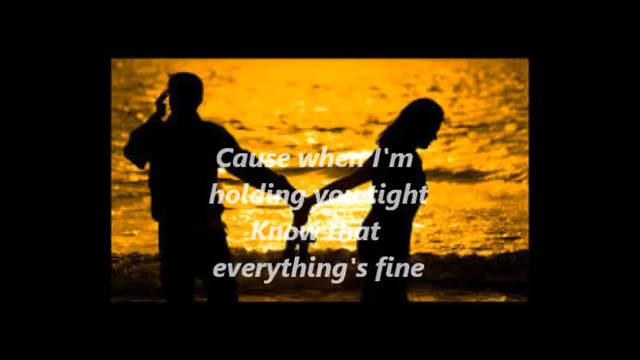 Cause when I'm
holding you tight
Know that
everything's fine